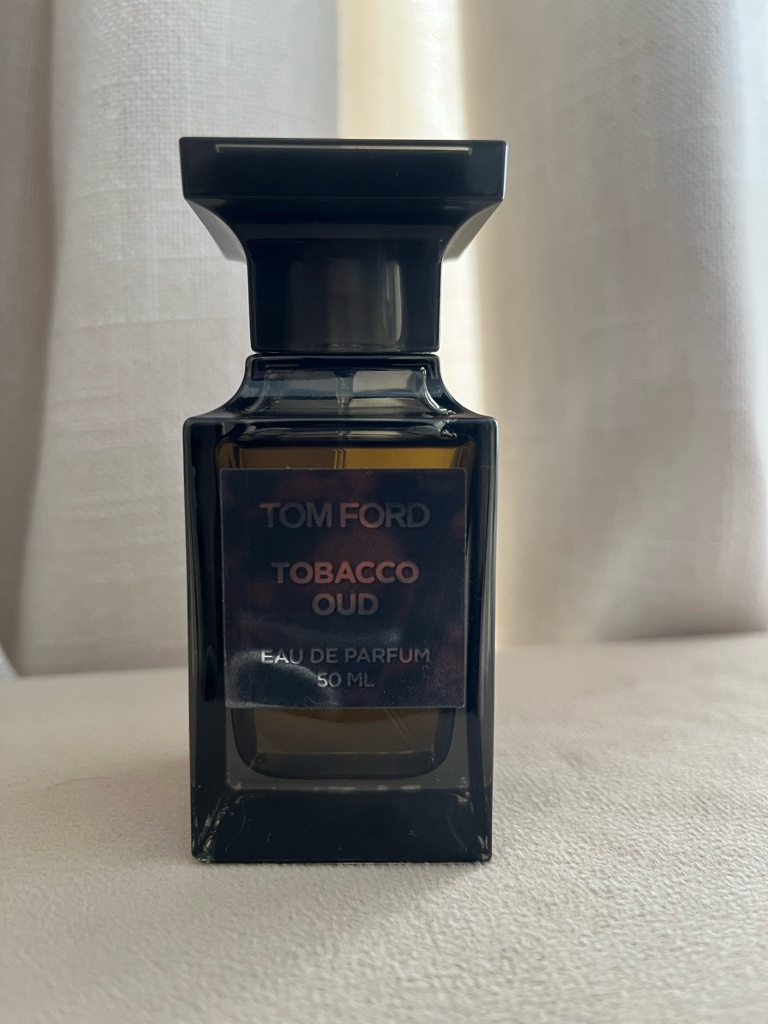 TOM FORD
TOBACCO
OUD
EAU DE PARFUM
50 ML